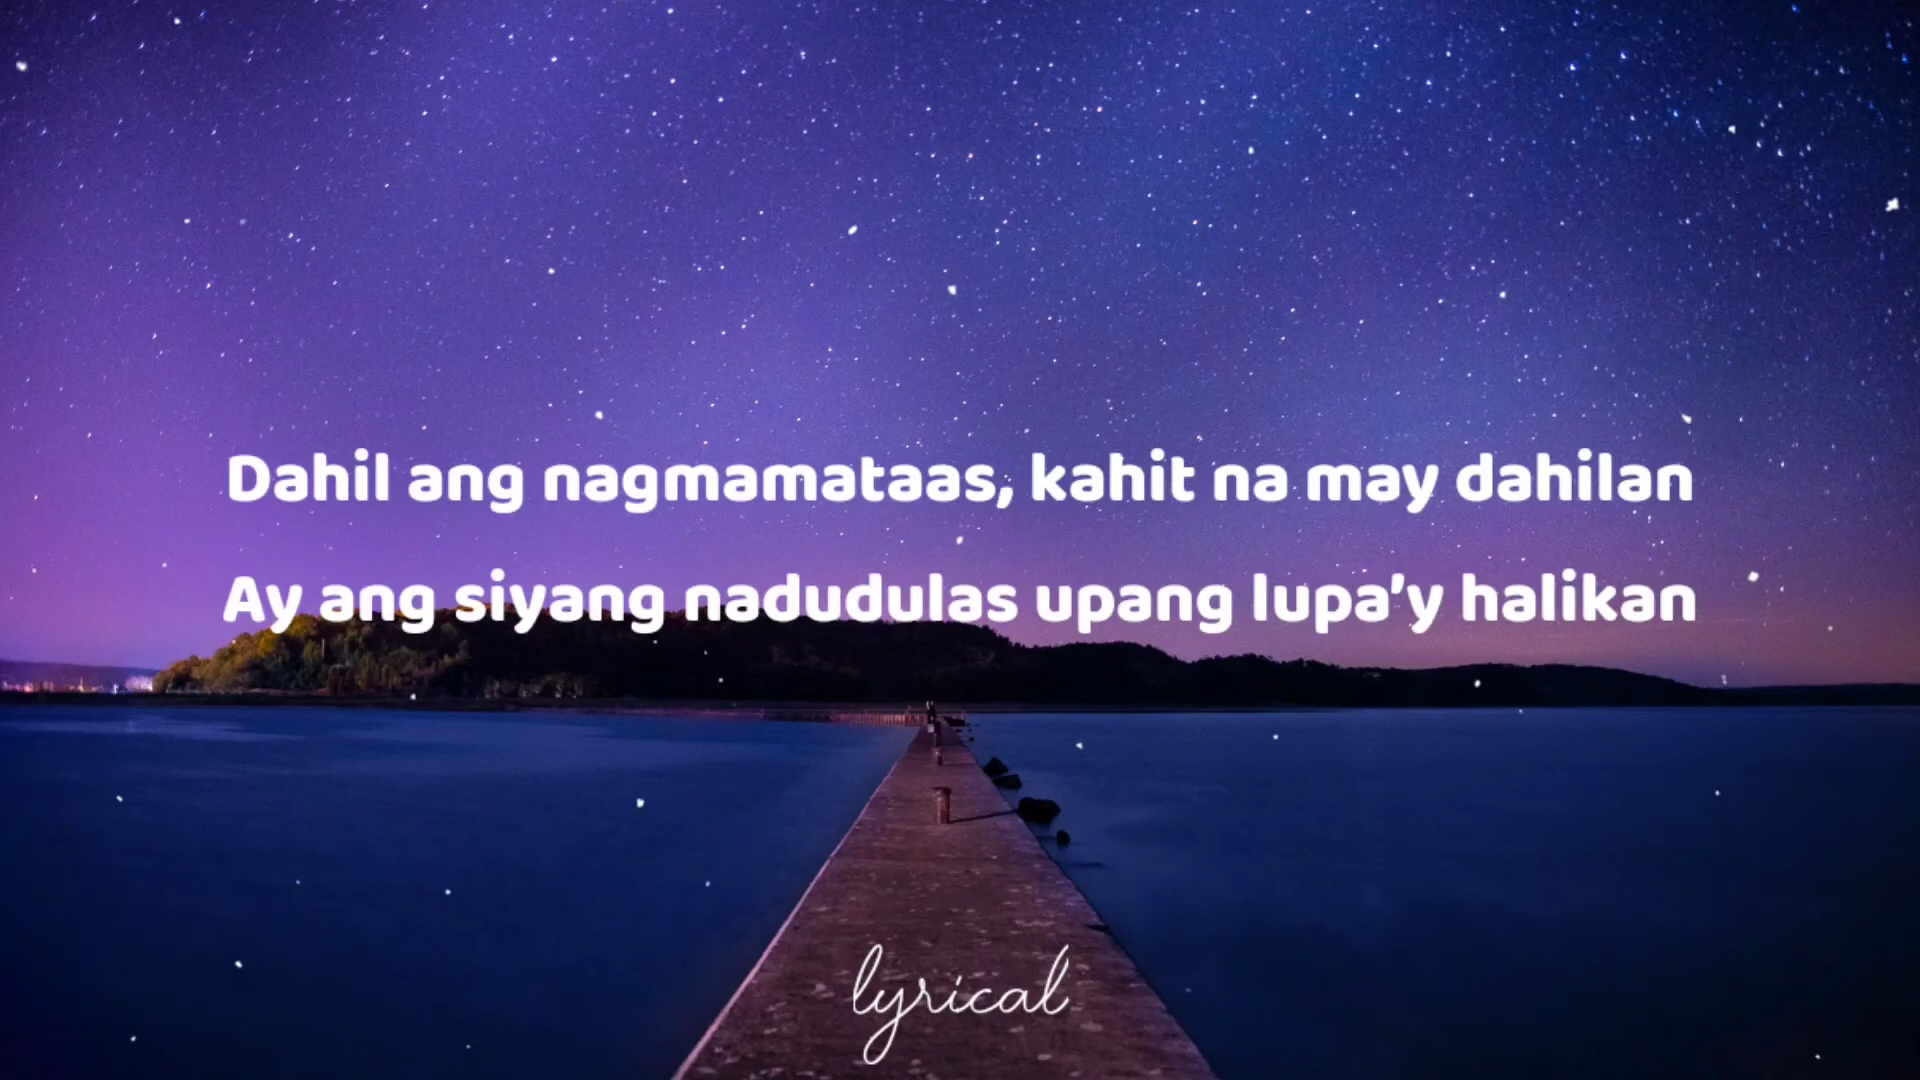 Dahil ang nagmamataas, kahit na may dahilan
Ay ang siyang nadudulas upang lupa’y halikan
lyrical